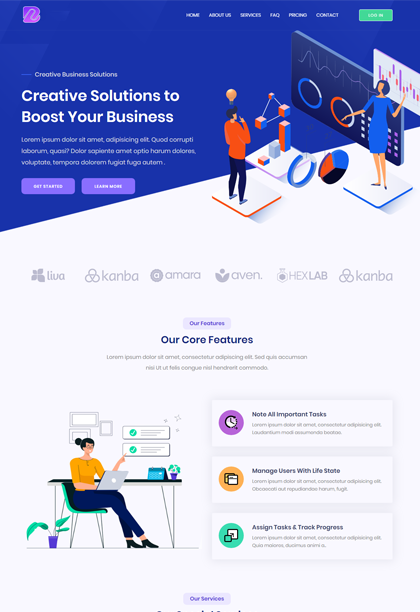 HOME ABOUT US SERVICES FAQ PRICING CONTACT LOG IN
Creative Business Solutions
Creative Solutions to
Boost Your Business
Lorem ipsum dolor sit amet, adipisicing elit. Quod corrupti
laborum, quasi? Dolor sapiente amet optio harum dolores,
voluptate, tempora dolorem fugiat fuga autem .
GET STARTED LEARN MORE
liva kanba amara aven. HEXLAB kanba
Our Features
Our Core Features
Lorem ipsum dolor sit amet, consectetur adipisicing elit. Sed quis accumsan
nisi Ut ut felis congue nisl hendrerit commodo.
Note All Important Tasks
Lorem ipsum dolor sit amet, consectetur adipisicing elit.
Laudantium modi assumenda beatae.
Manage Users With Life State
Lorem ipsum dolor sit amet, consectetur adipisicing elit.
Obcaecati aut repudiandae harum, fugit.
Assign Tasks & Track Progress
Lorem ipsum dolor sit amet, consectetur adipisicing elit.
Quia maiores, ducimus animi is.
Our Services